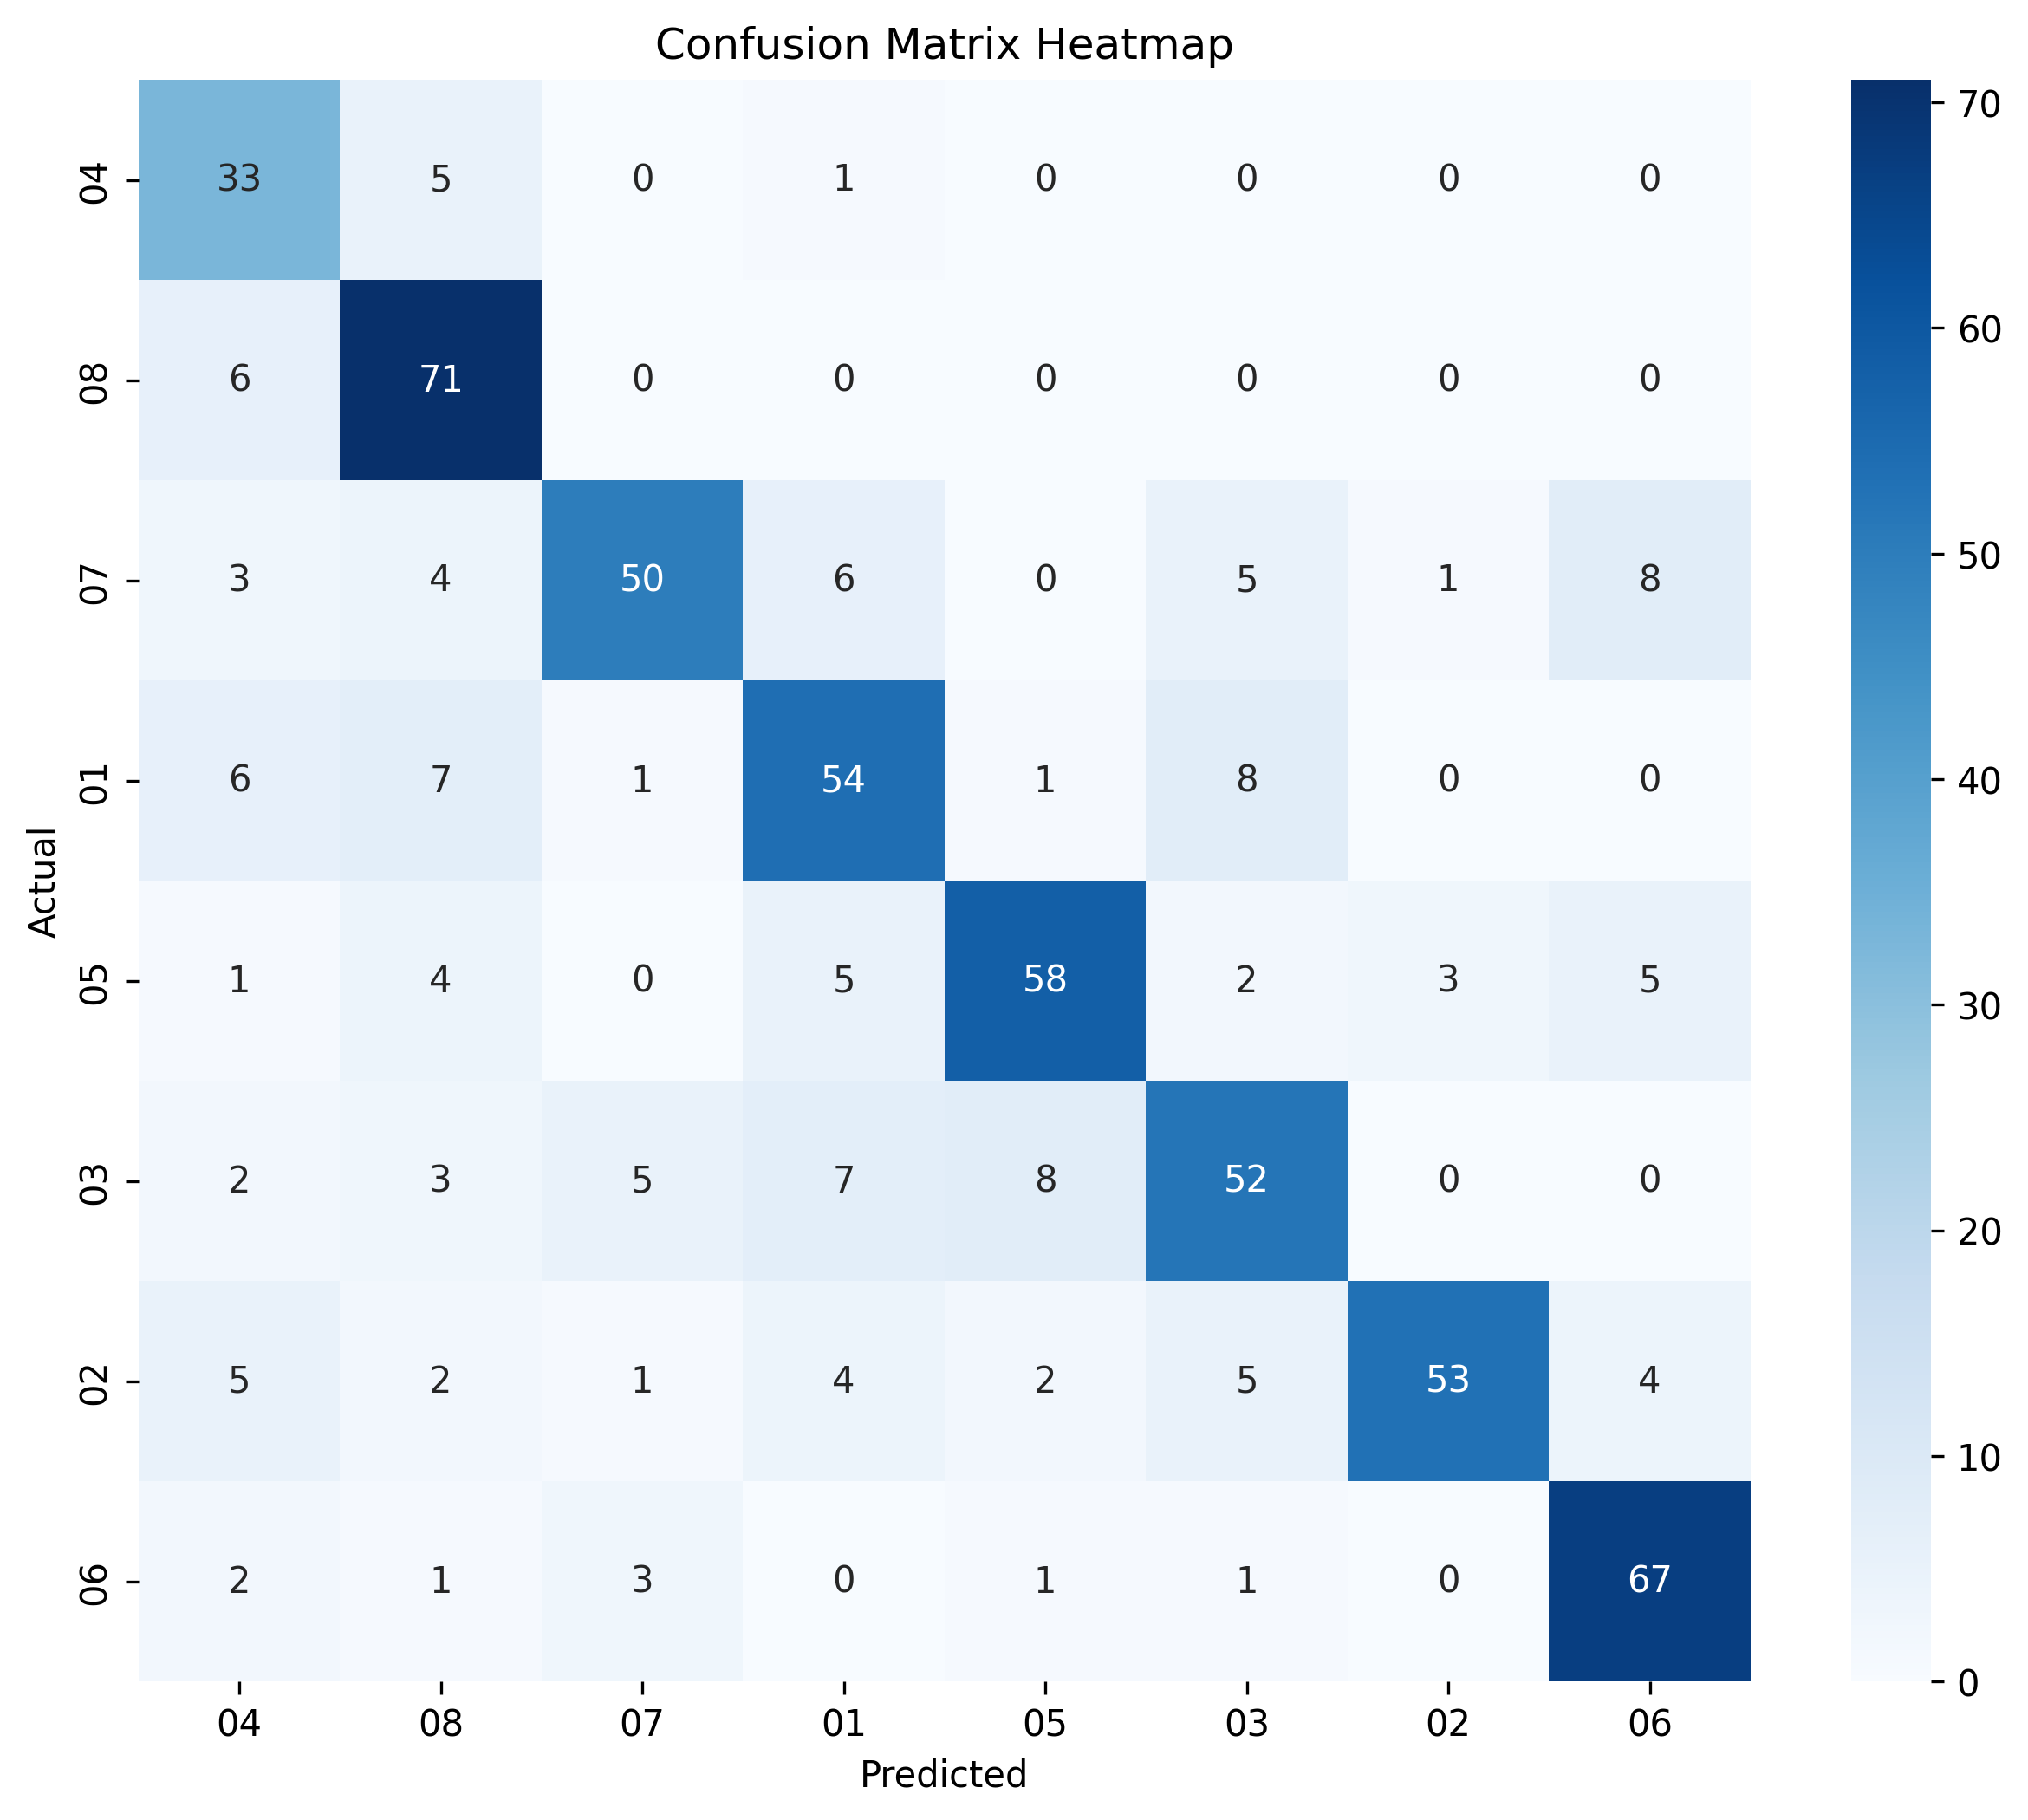 Confusion Matrix Heatmap
04 33 5 0 1 0 0 0 0
08 6 71 0 0 0 0 0 0
07 3 4 50 6 0 5 1 8
01 6 7 1 54 1 8 0 0
05 1 4 0 5 58 2 3 5
03 2 3 5 7 8 52 0 0
02 5 2 1 4 2 5 53 4
06 2 1 3 0 1 1 0 67
04 08 07 01 05 03 02 06
Predicted
Actual
70
60
50
40
30
20
10
0